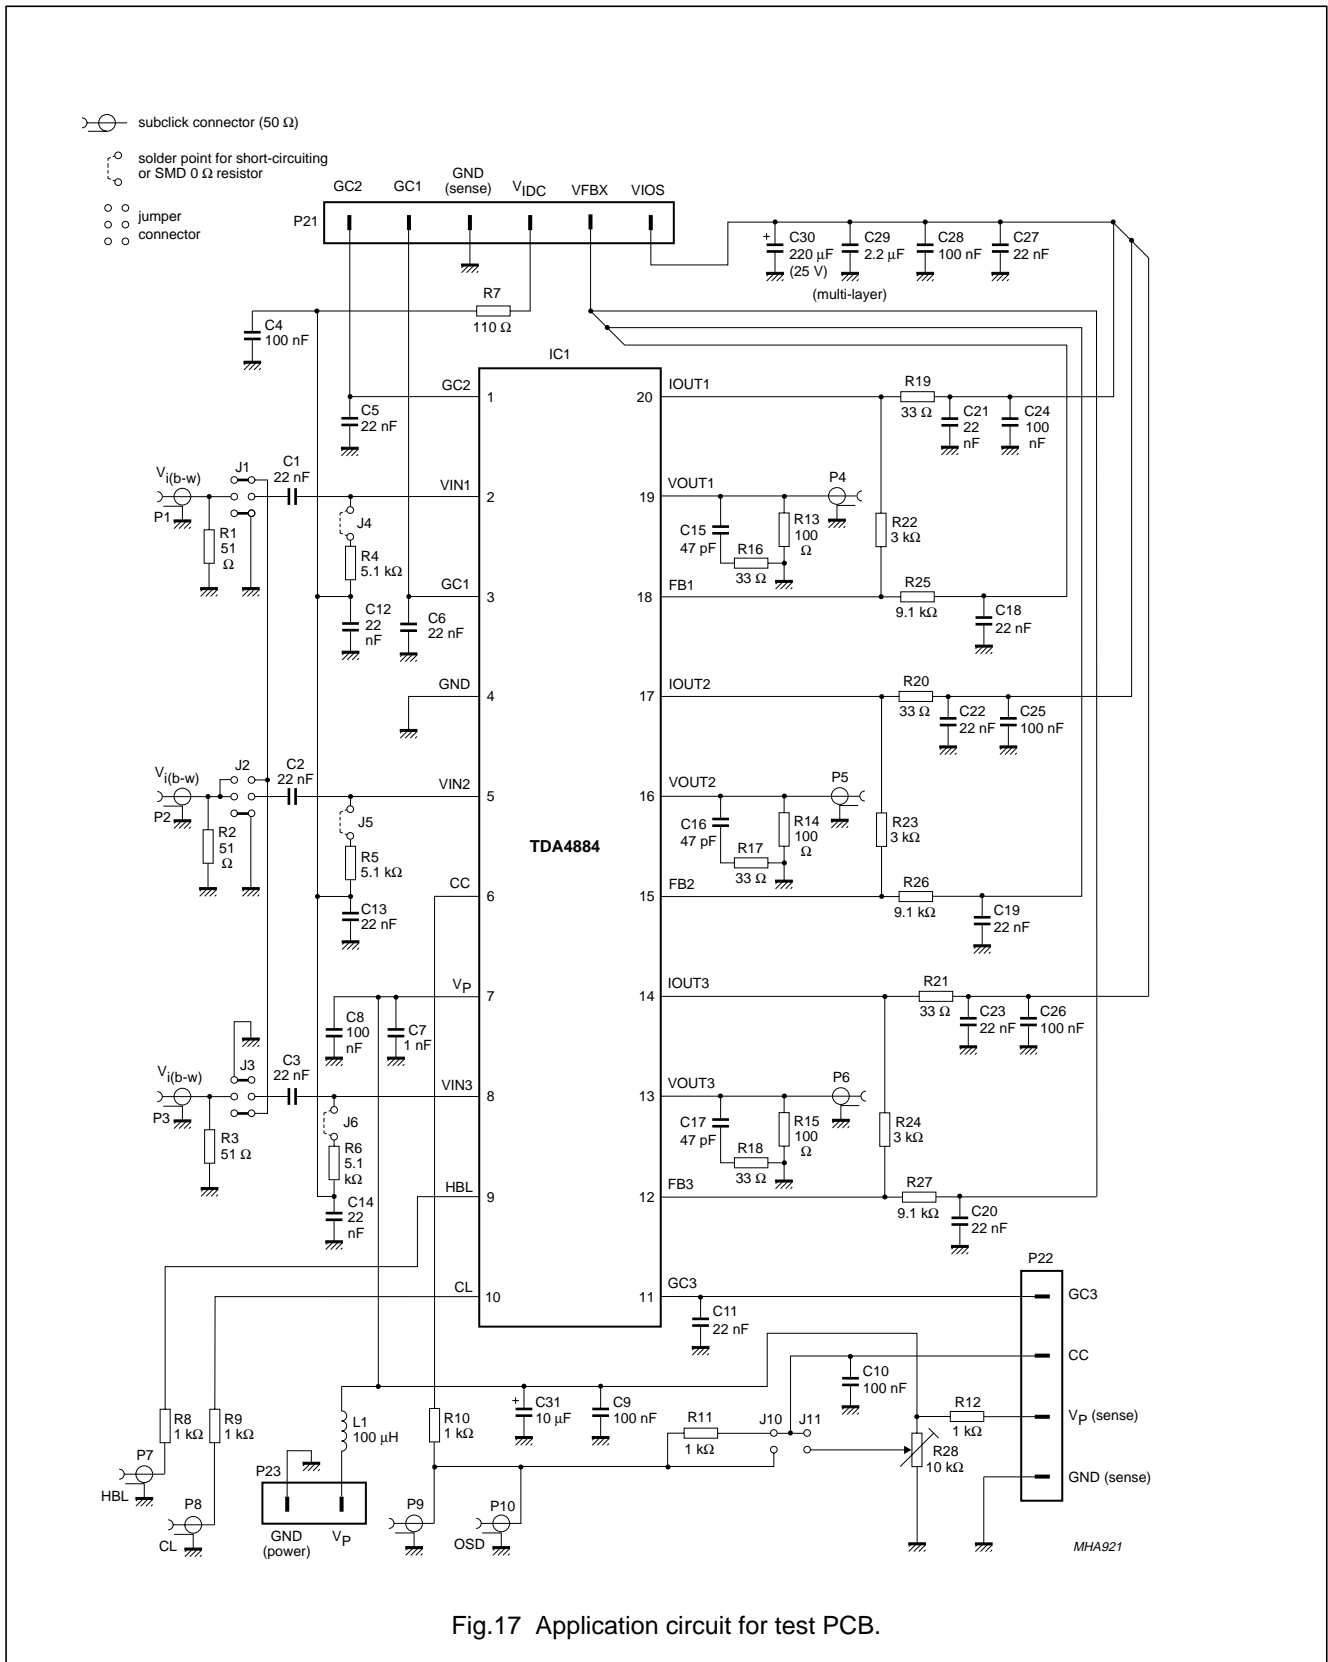 subclick connector (50 Ω)
solder point for short-circuiting
or SMD 0 Ω resistor
jumper
connector
GC2
GC1
GND
(sense)
VIDC
VFBX
VIOS
P21
C30
220 µF
(25 V)
C29
2.2 µF
C28
100 nF
C27
22 nF
(multi-layer)
+
R7
110 Ω
C4
100 nF
IC1
GC2
1
C5
22 nF
20
IOUT1
R19
33 Ω
C21
22
nF
C24
100
nF
Vi(b-w)
P1
J1
C1
22 nF
R1
51
Ω
VIN1
2
J4
R4
5.1 kΩ
19
VOUT1
P4
C15
47 pF
R13
100
Ω
R16
33 Ω
R22
3 kΩ
GC1
3
C12
22
nF
C6
22 nF
18
FB1
R25
9.1 kΩ
C18
22 nF
GND
4
17
IOUT2
R20
33 Ω
C22
22 nF
C25
100 nF
Vi(b-w)
P2
J2
C2
22 nF
R2
51
Ω
VIN2
5
J5
R5
5.1 kΩ
TDA4884
16
VOUT2
P5
C16
47 pF
R14
100
Ω
R17
33 Ω
R23
3 kΩ
CC
6
C13
22 nF
15
FB2
R26
9.1 kΩ
C19
22 nF
VP
7
C8
100
nF
C7
1 nF
14
IOUT3
R21
33 Ω
C23
22 nF
C26
100 nF
Vi(b-w)
P3
J3
C3
22 nF
R3
51 Ω
VIN3
8
J6
R6
5.1
kΩ
13
VOUT3
P6
C17
47 pF
R15
100
Ω
R18
33 Ω
R24
3 kΩ
HBL
9
C14
22
nF
12
FB3
R27
9.1 kΩ
C20
22 nF
CL
10
11
GC3
C11
22 nF
P22
GC3
CC
VP (sense)
GND (sense)
C10
100 nF
R8
1 kΩ
R9
1 kΩ
L1
100 µH
R10
1 kΩ
+
C31
10 µF
C9
100 nF
R11
1 kΩ
J10
J11
R12
1 kΩ
R28
10 kΩ
P7
HBL
P8
CL
P23
GND
(power)
VP
P9
P10
OSD
MHA921
Fig.17 Application circuit for test PCB.